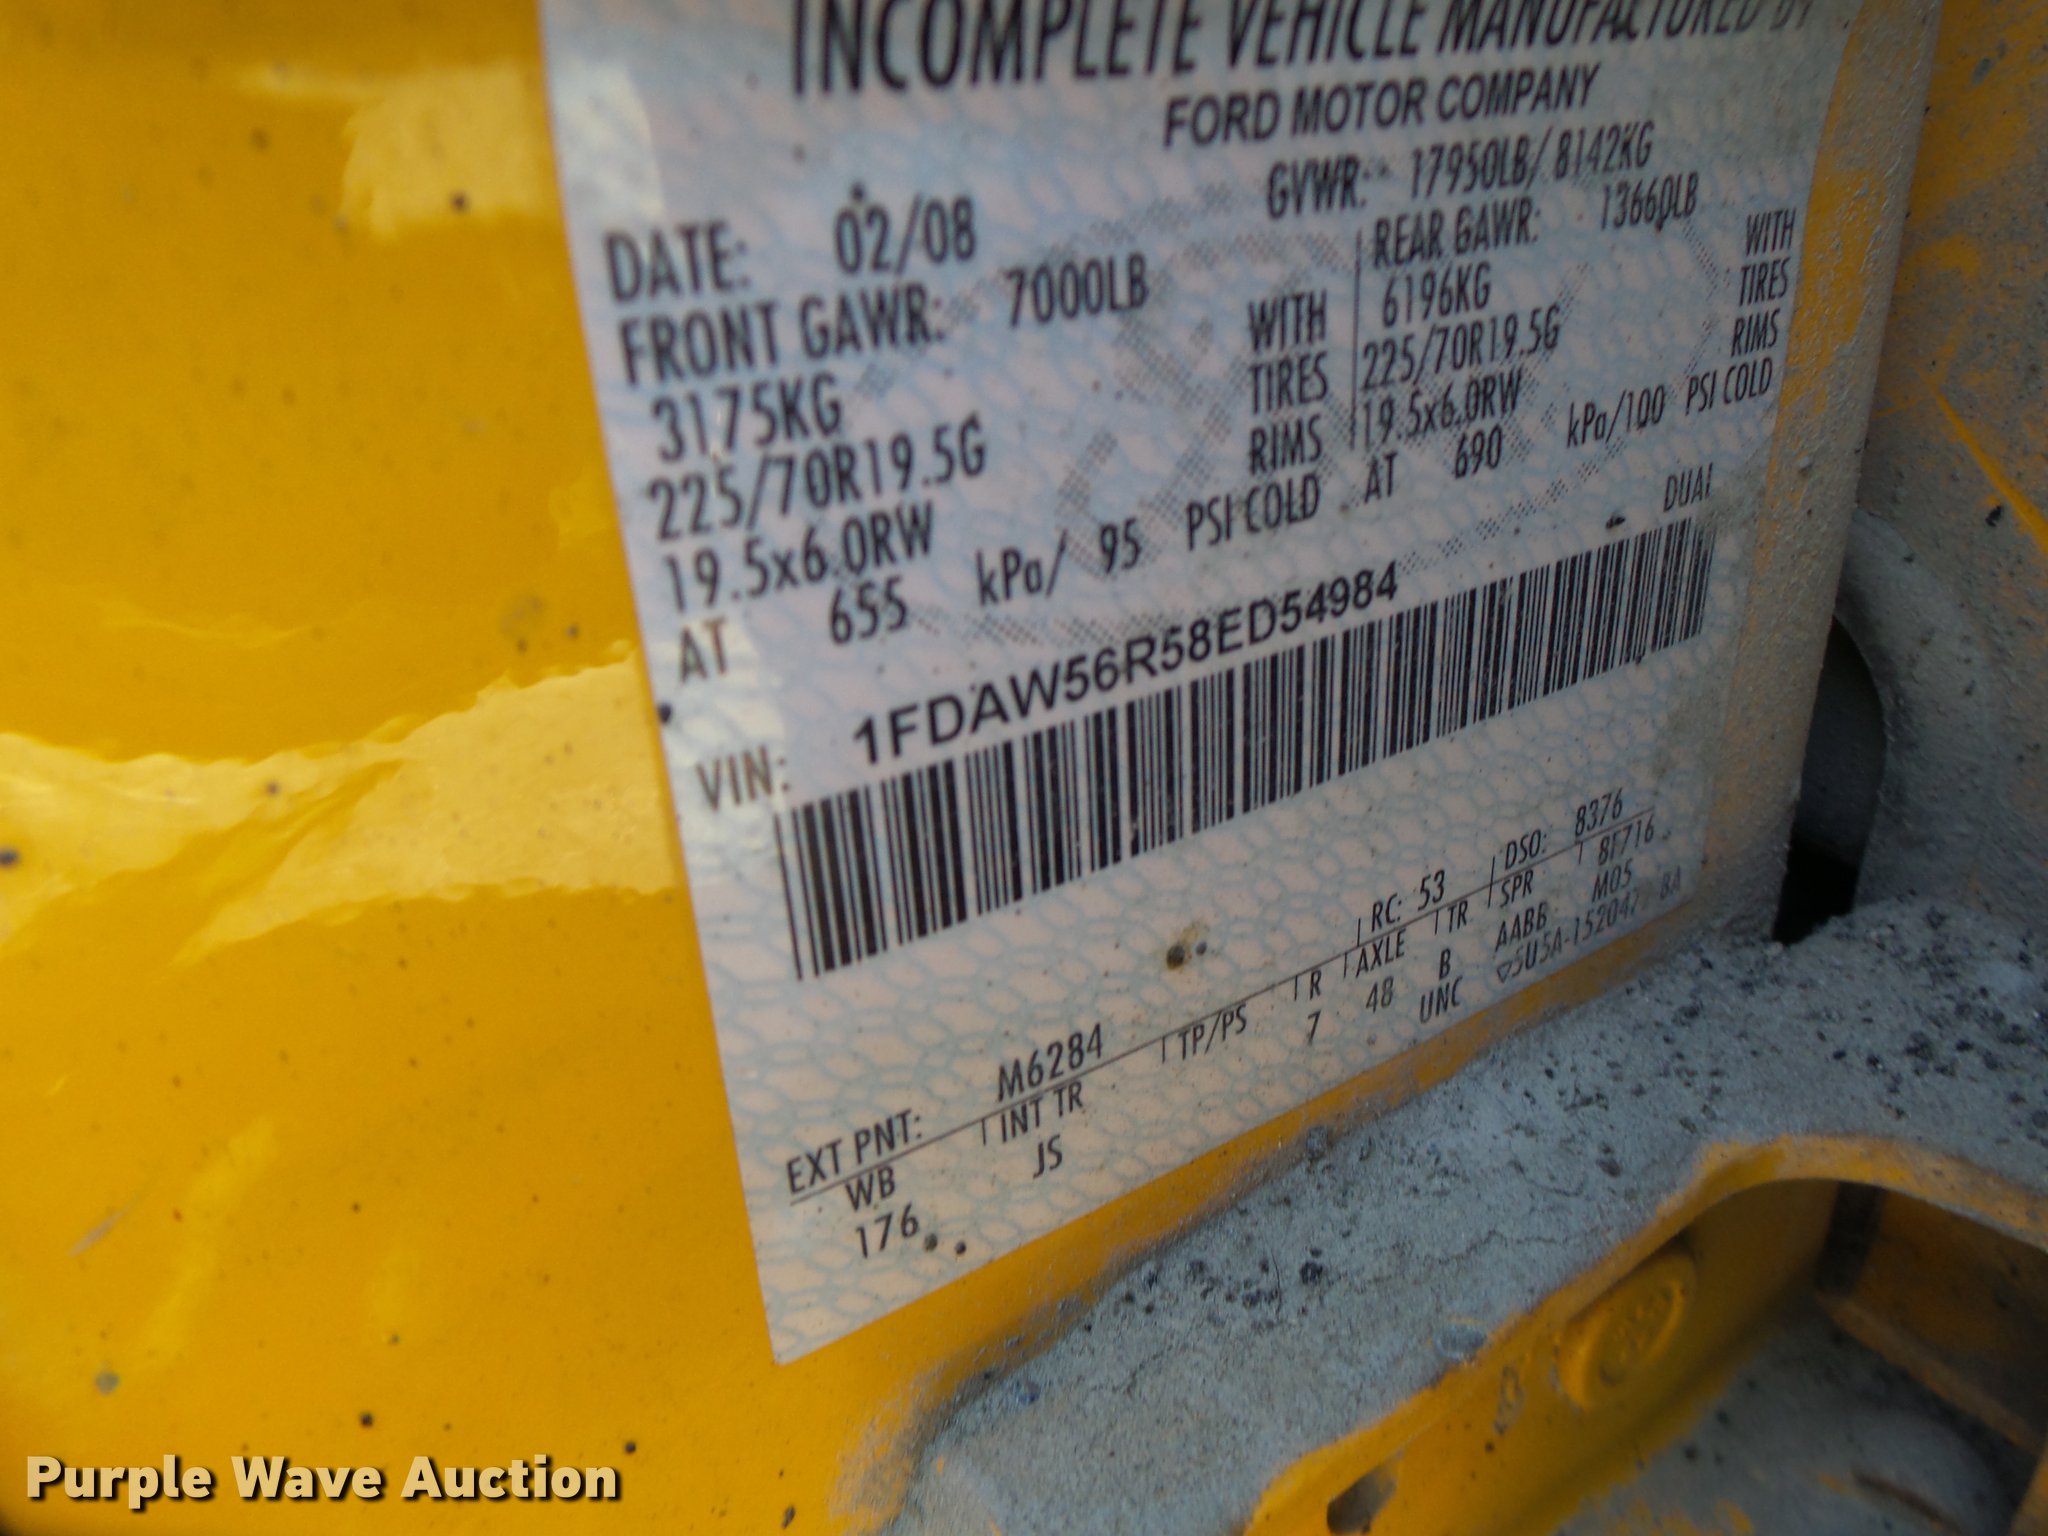 INCOMPLETE VEHICLE MANUFACTURED BY
FORD MOTOR COMPANY
DATE: 02/08 GVWR: 17950LB/ 8142KG
FRONT GAWR: 7000LB REAR GAWR: 13660LB
3175KG WITH 6196KG WITH
225/70R19.5G TIRES 225/70R19.5G TIRES
19.5x6.0RW RIMS 19.5x6.0RW RIMS
AT 655 kPa/ 95 PSI COLD AT 690 kPa/100 PSI COLD
DUAL
VIN: 1FDAW56R58ED54984
EXT PNT: M6284 RC: 53 DSO: 8376
WB INT TR TP/PS R AXLE TR SPR 81716
176 JS 7 48 B AABB M05
UNC
Purple Wave Auction